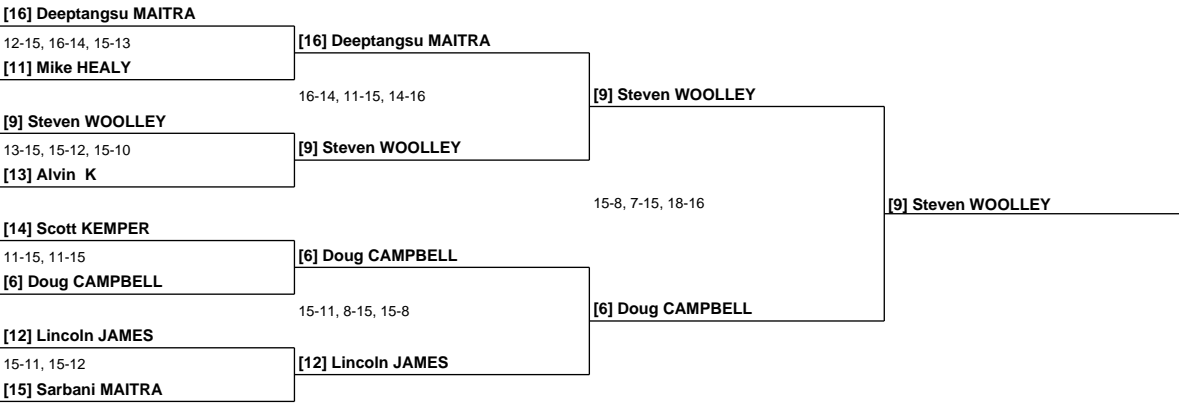 [16] Deeptangsu MAITRA
12-15, 16-14, 15-13
[11] Mike HEALY
[16] Deeptangsu MAITRA
16-14, 11-15, 14-16
[9] Steven WOOLLEY
[9] Steven WOOLLEY
13-15, 15-12, 15-10
[13] Alvin  K
[9] Steven WOOLLEY
15-8, 7-15, 18-16
[9] Steven WOOLLEY
[14] Scott KEMPER
11-15, 11-15
[6] Doug CAMPBELL
[6] Doug CAMPBELL
15-11, 8-15, 15-8
[6] Doug CAMPBELL
[12] Lincoln JAMES
15-11, 15-12
[15] Sarbani MAITRA
[12] Lincoln JAMES